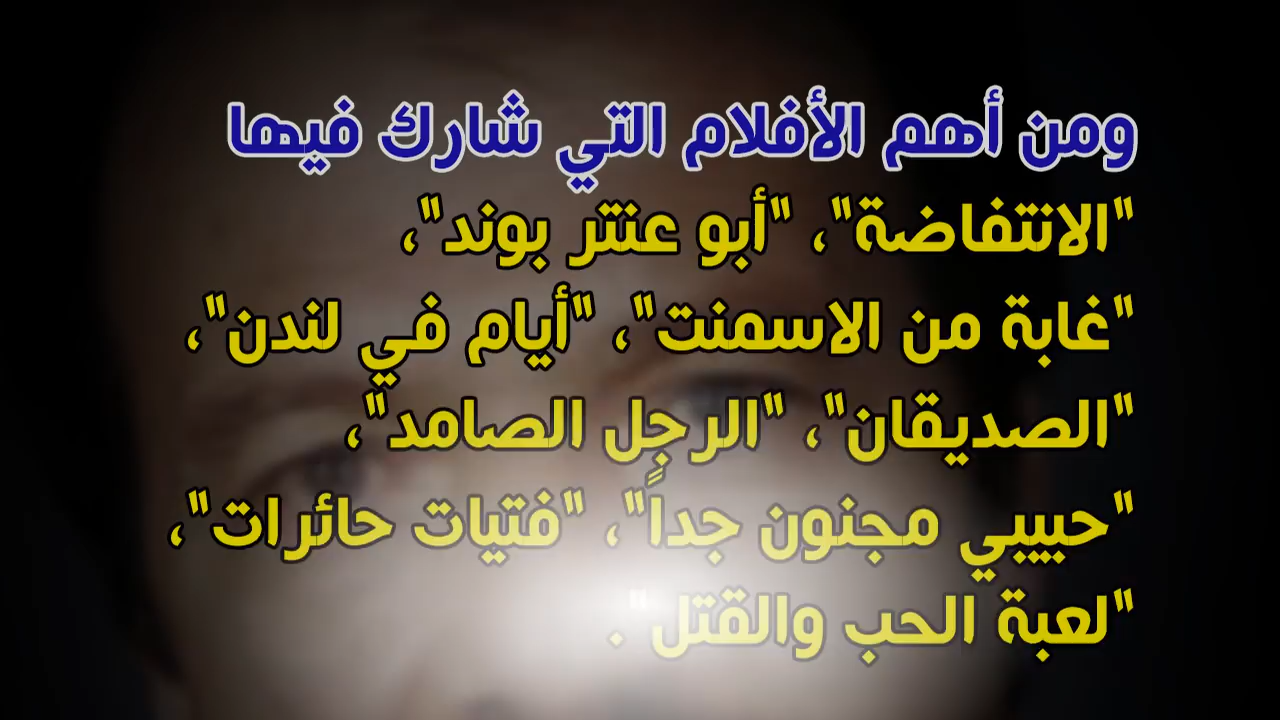 ومن أهم الأفلام التي شارك فيها
"الانتفاضة"، "أبو عنتر بوند"،
"غابة من الاسمنت"، "أيام في لندن"،
"الصديقان"، "الرجل الصامد"،
"حبيبي مجنون جداً"، "فتيات حائرات"،
"لعبة الحب والقتل".